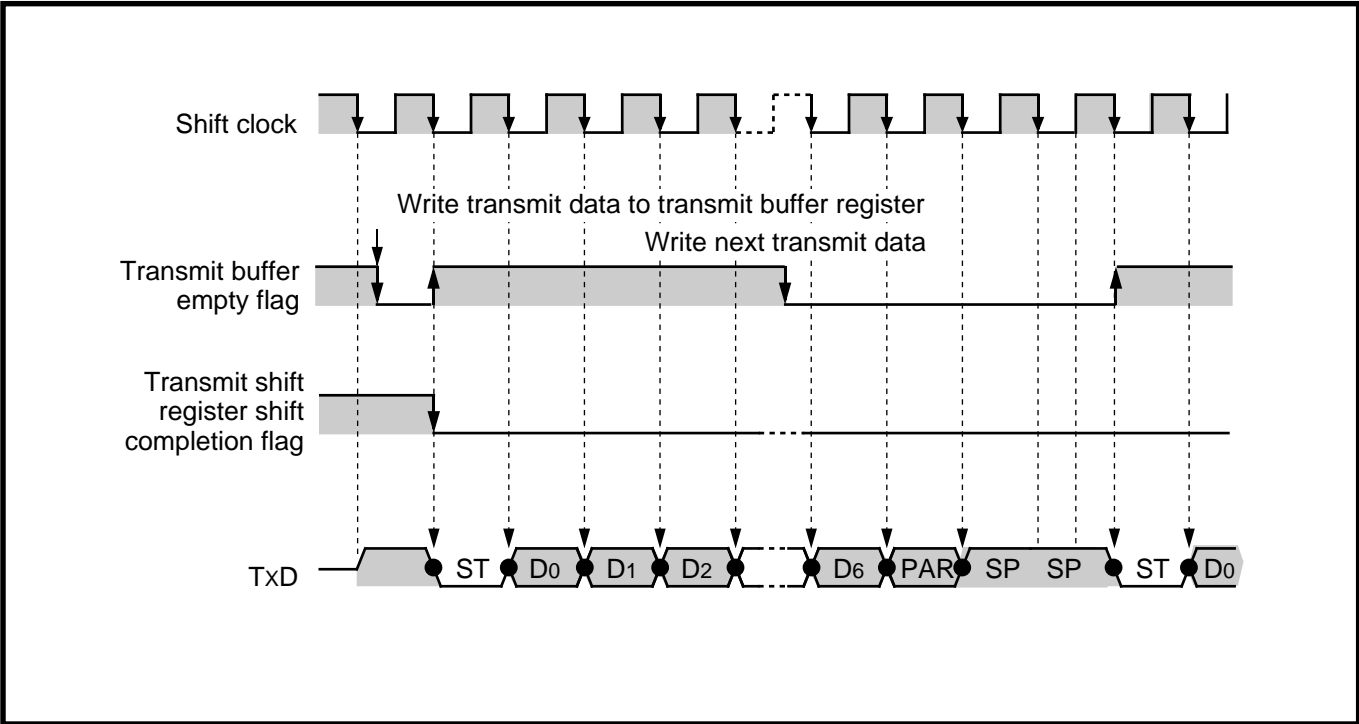 Shift clock
Write transmit data to transmit buffer register
Write next transmit data
Transmit buffer
empty flag
Transmit shift
register shift
completion flag
TXD ST D0 D1 D2 D6 PAR SP SP ST D0